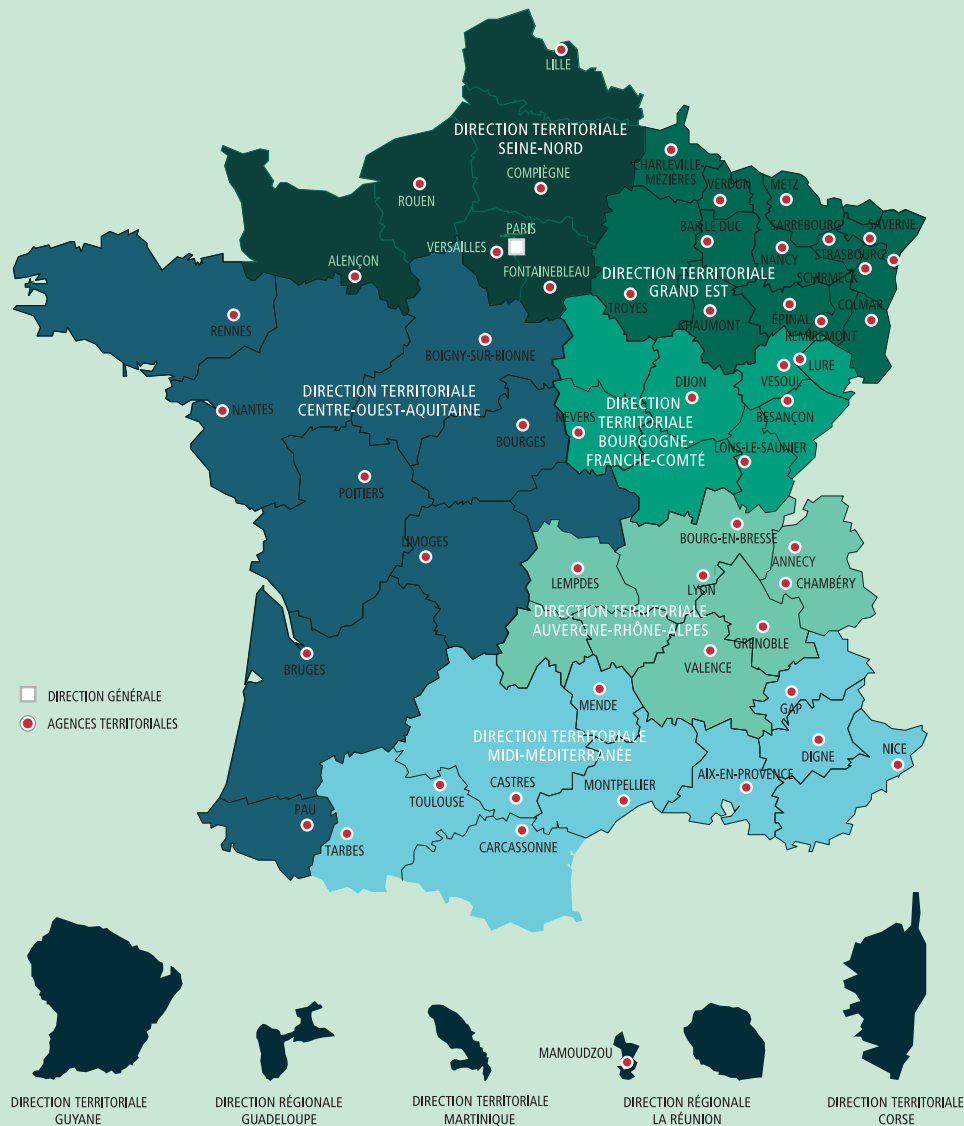 LILLE
DIRECTION TERRITORIALE
SEINE-NORD
CHARLEVILLE-
MÉZIÈRES
COMPIÈGNE
ROUEN
VERDUN
METZ
PARIS
VERSAILLES
BAR LE DUC
SARREBOURG
SAVERNE
NANCY
STRASBOURG
ALENÇON
FONTAINEBLEAU
DIRECTION TERRITORIALE
GRAND EST
SCHIRMECK
TROYES
CHAUMONT
ÉPINAL
COLMAR
REMIREMONT
RENNES
BOIGNY-SUR-BIONNE
DIRECTION TERRITORIALE
CENTRE-OUEST-AQUITAINE
DIJON
VESOUL
LURE
NANTES
BOURGES
NEVERS
DIRECTION
TERRITORIALE
BOURGOGNE-
FRANCHE-COMTÉ
BESANÇON
LONS-LE-SAUNIER
POITIERS
LIMOGES
BOURG-EN-BRESSE
ANNECY
LEMPDES
LYON
CHAMBÉRY
DIRECTION TERRITORIALE
AUVERGNE-RHÔNE-ALPES
GRENOBLE
VALENCE
BRUGES
DIRECTION GÉNÉRALE
AGENCES TERRITORIALES
MENDE
GAP
DIRECTION TERRITORIALE
MIDI-MÉDITERRANÉE
DIGNE
NICE
TOULOUSE
CASTRES
MONTPELLIER
AIX-EN-PROVENCE
PAU
TARBES
CARCASSONNE
MAMOUDZOU
DIRECTION TERRITORIALE
GUYANE
DIRECTION RÉGIONALE
GUADELOUPE
DIRECTION TERRITORIALE
MARTINIQUE
DIRECTION RÉGIONALE
LA RÉUNION
DIRECTION TERRITORIALE
CORSE